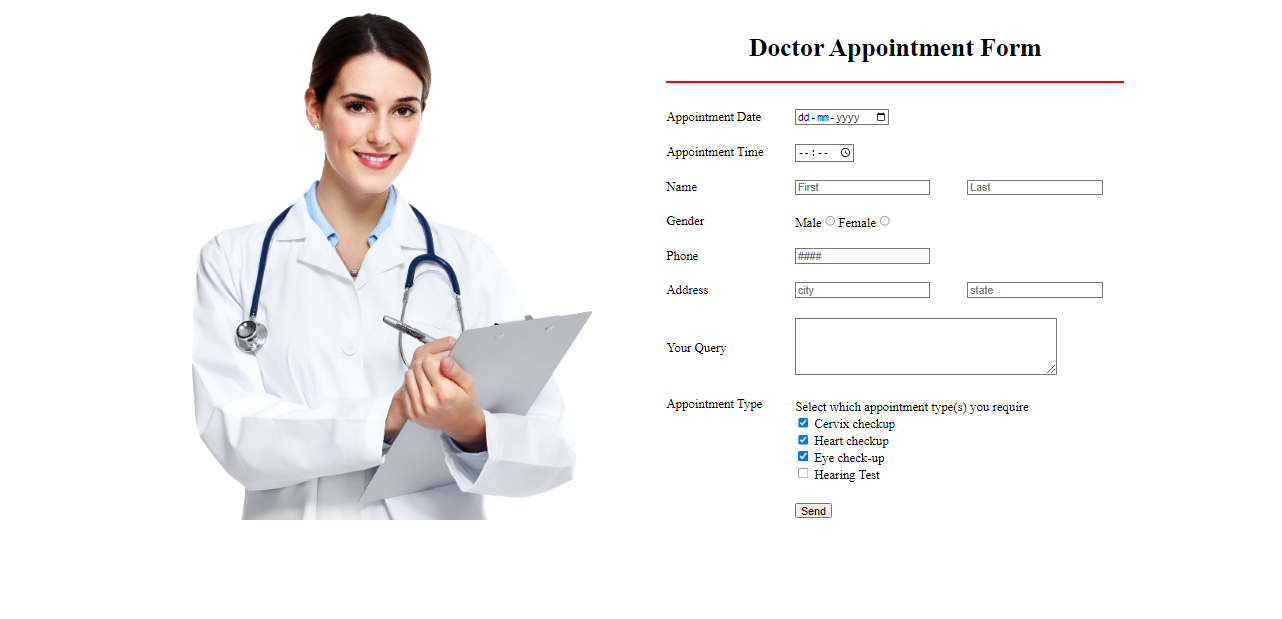 Doctor Appointment Form
Appointment Date dd-mm-yyyy
Appointment Time --:--
Name First Last
Gender Male Female
Phone ####
Address city state
Your Query
Appointment Type Select which appointment type(s) you require
Cervix checkup
Heart checkup
Eye check-up
Hearing Test
Send